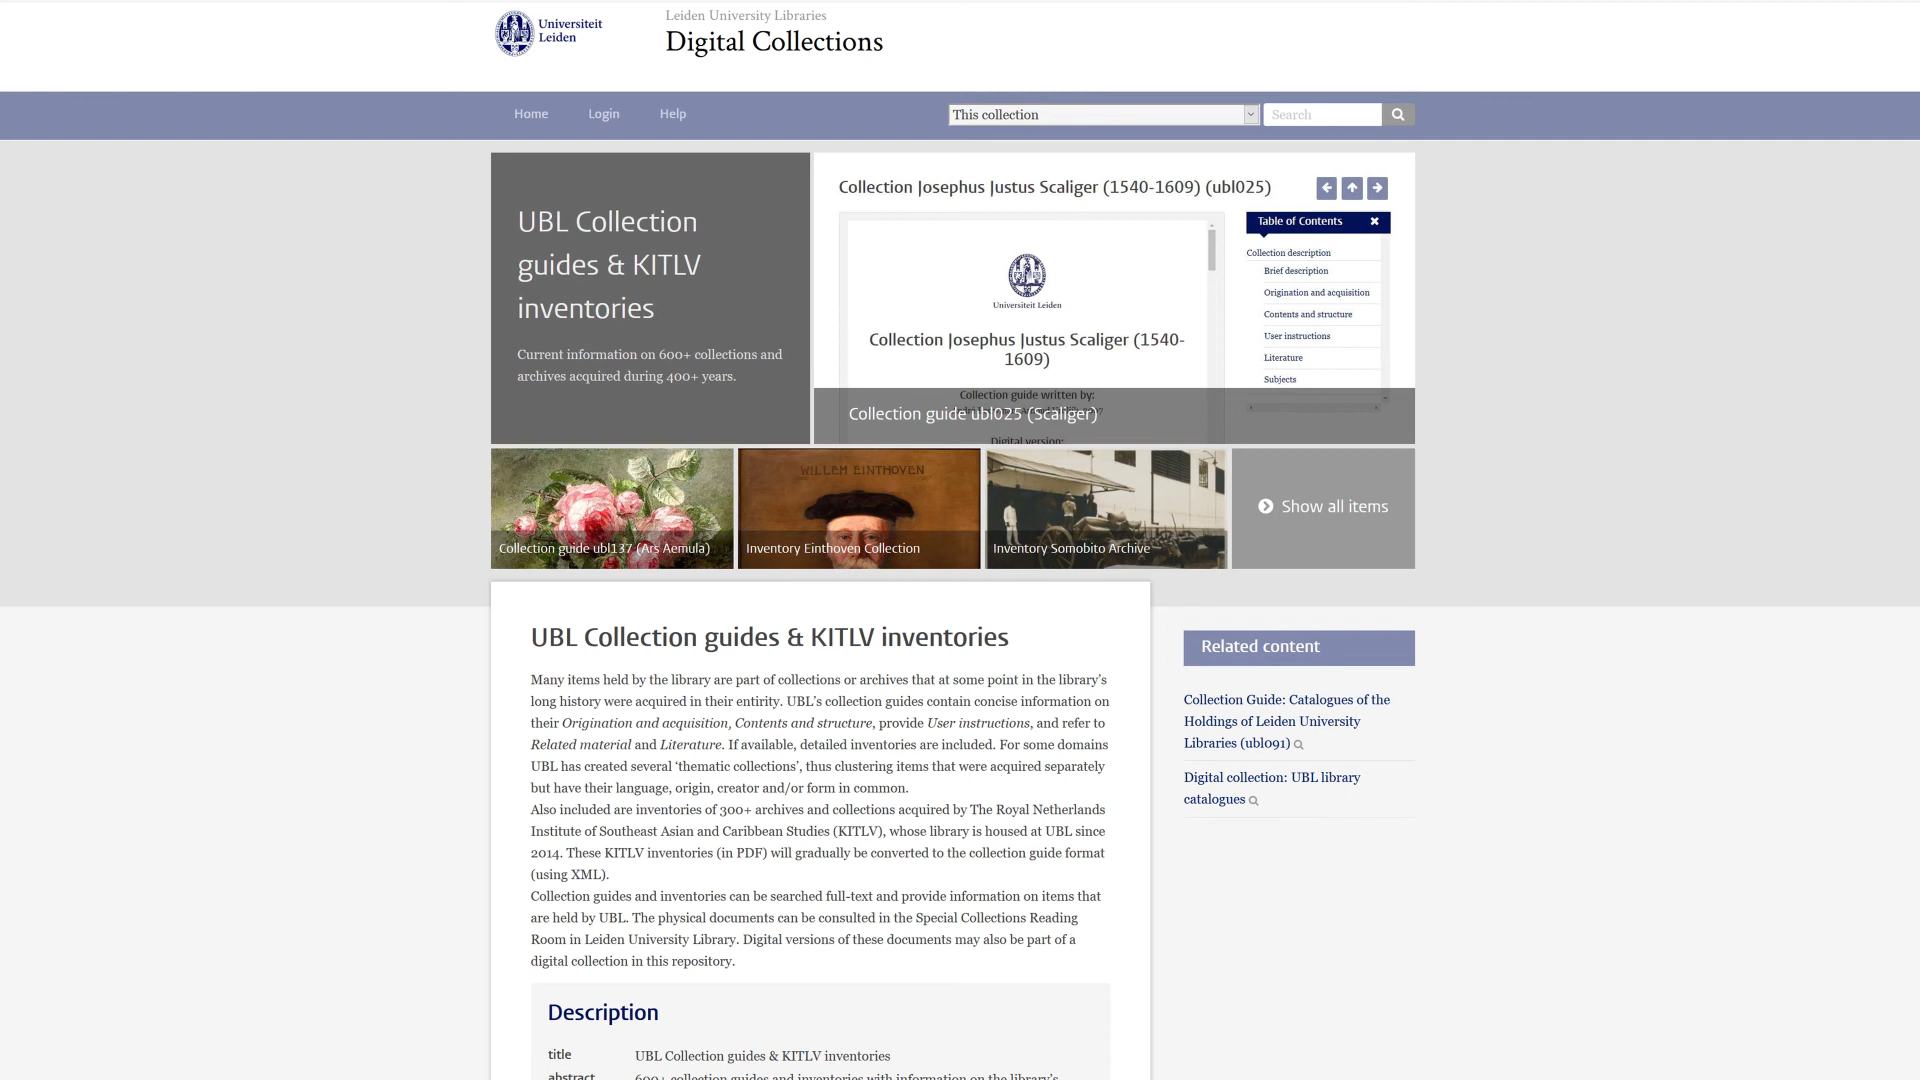 Universiteit
Leiden
Leiden University Libraries
Digital Collections
Home
Login
Help
This collection
Search
UBL Collection
guides & KITLV
inventories
Current information on 600+ collections and
archives acquired during 400+ years.
Collection Josephus Justus Scaliger (1540-1609) (ubl025)
Universiteit Leiden
Collection Josephus Justus Scaliger (1540-
1609)
Collection guide written by:
Digital version:
Table of Contents
Collection description
Brief description
Origination and acquisition
Contents and structure
User instructions
Literature
Subjects
Collection guide ubl025 (Scaliger)
Collection guide ubl137 (Ars Aemula)
WILLEM EINTHOVEN
Inventory Einthoven Collection
Inventory Somobito Archive
Show all items
UBL Collection guides & KITLV inventories
Many items held by the library are part of collections or archives that at some point in the library's
long history were acquired in their entirity. UBL's collection guides contain concise information on
their Origination and acquisition, Contents and structure, provide User instructions, and refer to
Related material and Literature. If available, detailed inventories are included. For some domains
UBL has created several 'thematic collections', thus clustering items that were acquired separately
but have their language, origin, creator and/or form in common.
Also included are inventories of 300+ archives and collections acquired by The Royal Netherlands
Institute of Southeast Asian and Caribbean Studies (KITLV), whose library is housed at UBL since
2014. These KITLV inventories (in PDF) will gradually be converted to the collection guide format
(using XML).
Collection guides and inventories can be searched full-text and provide information on items that
are held by UBL. The physical documents can be consulted in the Special Collections Reading
Room in Leiden University Library. Digital versions of these documents may also be part of a
digital collection in this repository.
Description
title UBL Collection guides & KITLV inventories
abstract 600+ collection guides and inventories with information on the library's
Related content
Collection Guide: Catalogues of the
Holdings of Leiden University
Libraries (ubl091)
Digital collection: UBL library
catalogues